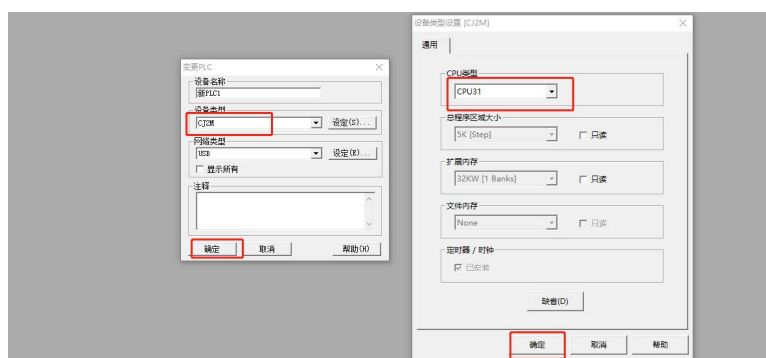 变更PLC
设备名称
新PLC1
设备类型
CJ2M
设定(S)...
网络类型
USB
设定(E)...
显示所有
注释
确定
取消
帮助(H)
设备类型设置 [CJ2M]
通用
CPU类型
CPU31
总程序区域大小
5K [Step]
只读
扩展内存
32KW [1 Banks]
只读
文件内存
None
只读
定时器 / 时钟
已安装
缺省(D)
确定
取消
帮助